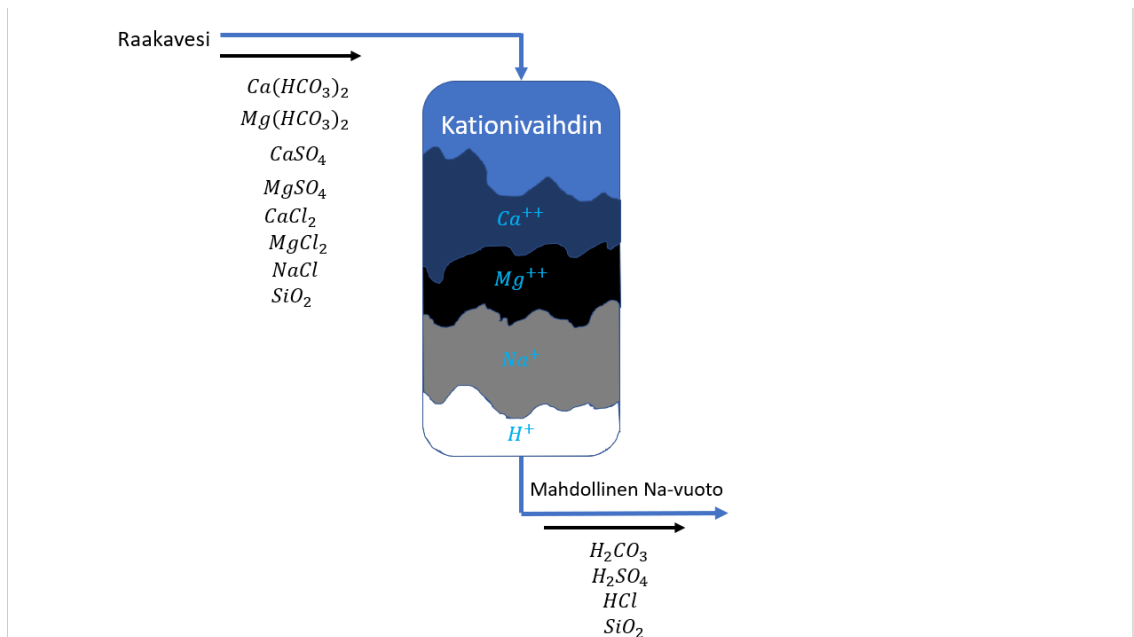 Raakavesi
Ca(HCO₃)₂
Mg(HCO₃)₂
CaSO₄
MgSO₄
CaCl₂
MgCl₂
NaCl
SiO₂
Kationivaihdin
Ca⁺⁺
Mg⁺⁺
Na⁺
H⁺
Mahdollinen Na-vuoto
H₂CO₃
H₂SO₄
HCl
SiO₂